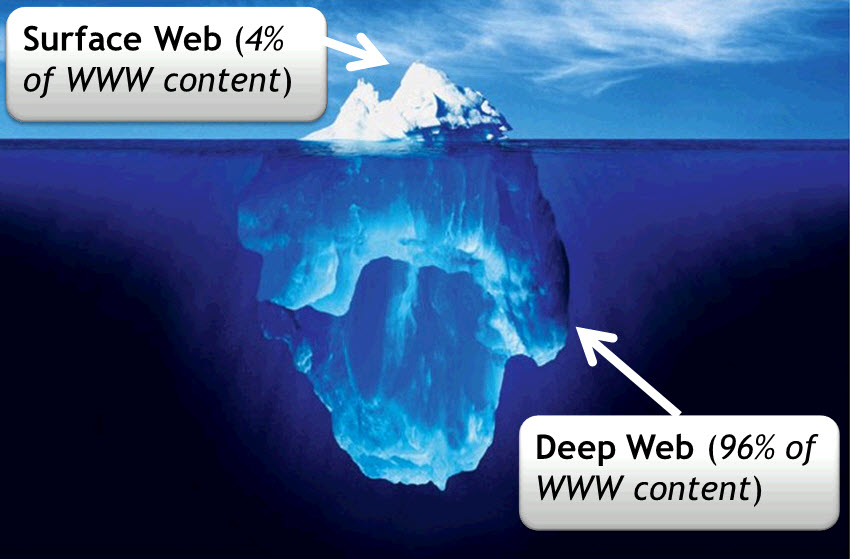 Surface Web (4%
of WWW content)
Deep Web (96% of
WWW content)